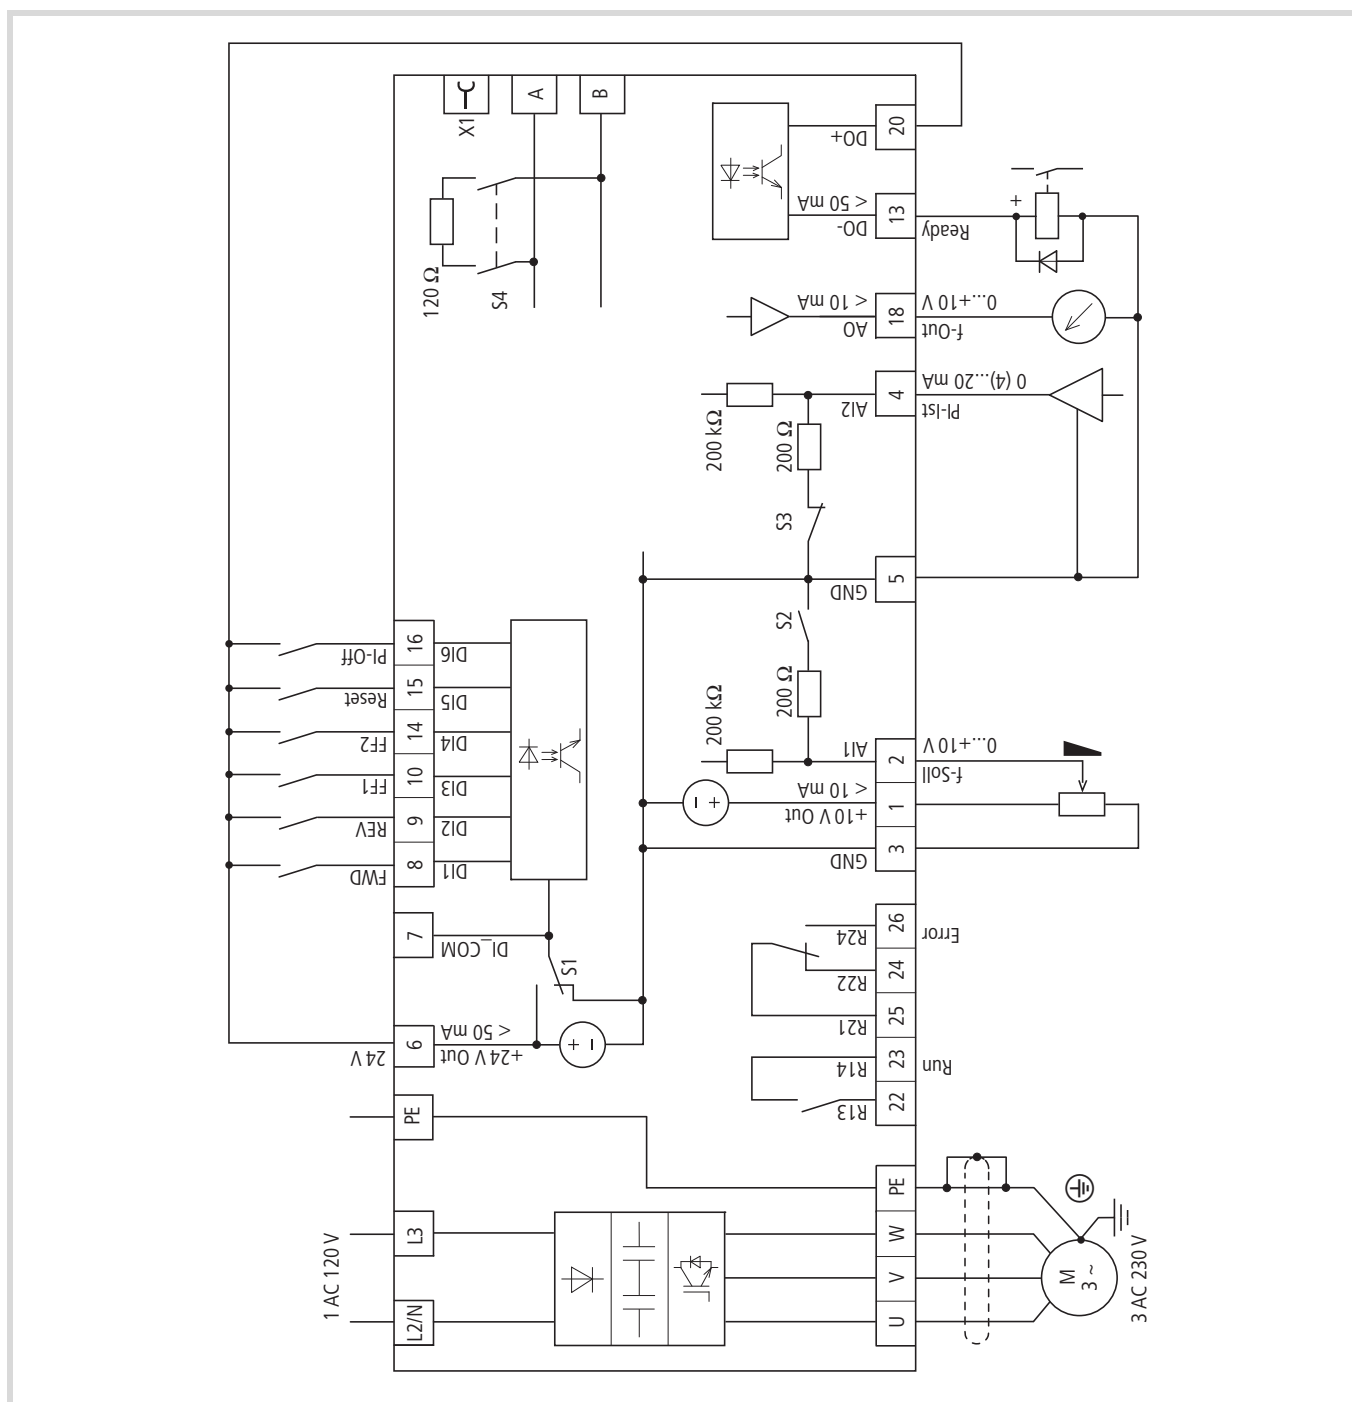 X1
A
B
120 Ω
S4
DO+
20
DO-
< 50 mA
13
Ready
+
AO
< 10 mA
18
f-Out
0...+10 V
AI2
4
PI-Ist
0 (4)...20 mA
200 kΩ
200 Ω
S3
GND
5
S2
200 Ω
200 kΩ
AI1
2
f-Soll
0...+10 V
+10 V Out
< 10 mA
1
GND
3
PI-Off
16
DI6
Reset
15
DI5
FF2
14
DI4
FF1
10
DI3
REV
9
DI2
FWD
8
DI1
7
DI_COM
S1
24 V
6
+24 V Out
< 50 mA
+ −
− +
R24
26
Error
R22
24
R21
25
R14
23
Run
R13
22
PE
PE
L3
W
1 AC 120 V
V
L2/N
U
M
3 ~
3 AC 230 V